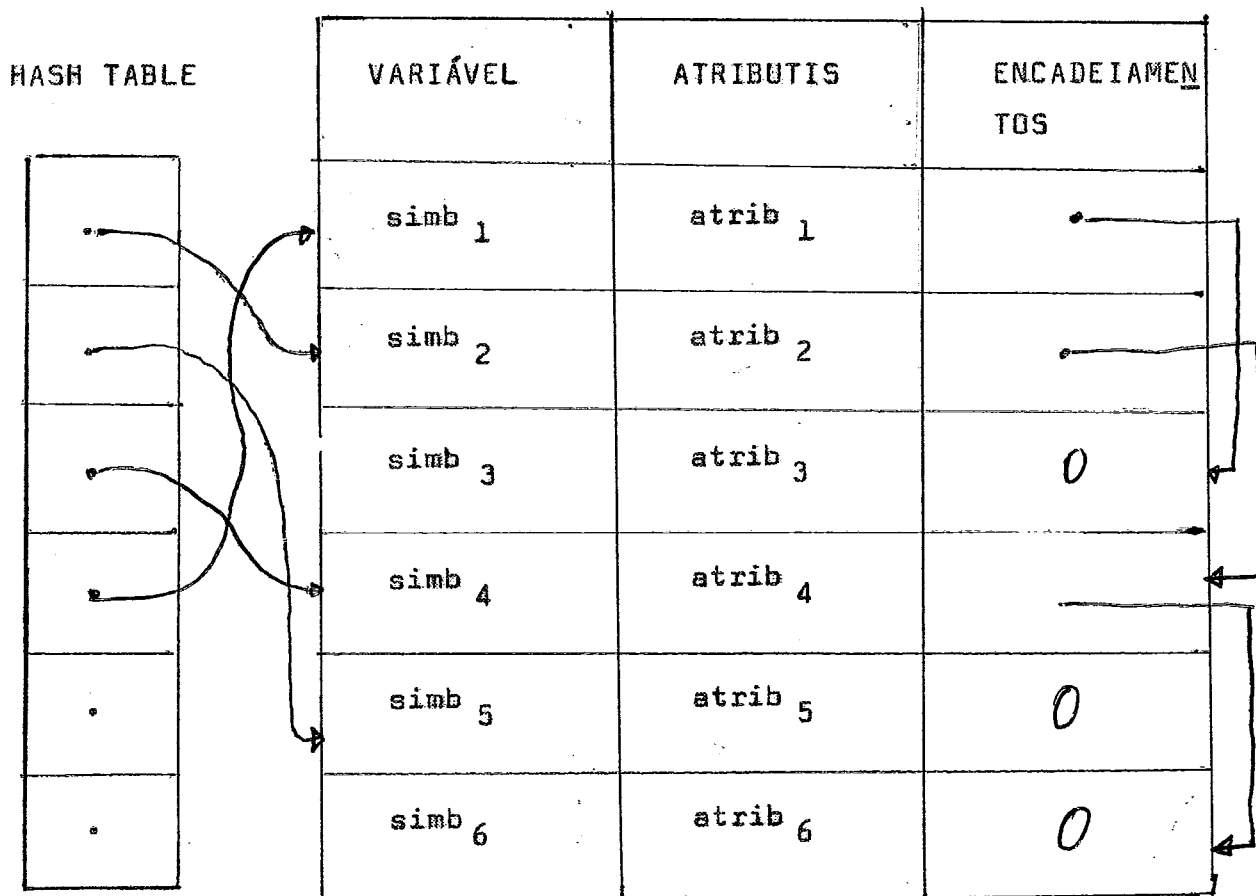 HASH TABLE
VARIÁVEL ATRIBUTIS ENCADEIAMEN
TOS
simb 1 atrib 1
simb 2 atrib 2
simb 3 atrib 3 0
simb 4 atrib 4
simb 5 atrib 5 0
simb 6 atrib 6 0